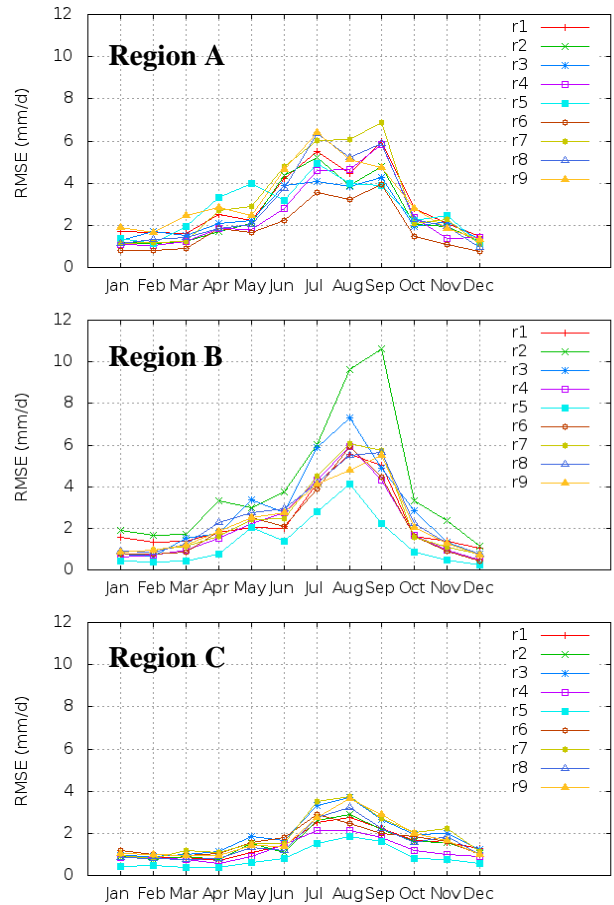 12
10
8
6
4
2
0
RMSE (mm/d)
Region A
r1
r2
r3
r4
r5
r6
r7
r8
r9
Jan Feb Mar Apr May Jun Jul Aug Sep Oct Nov Dec
12
10
8
6
4
2
0
RMSE (mm/d)
Region B
r1
r2
r3
r4
r5
r6
r7
r8
r9
Jan Feb Mar Apr May Jun Jul Aug Sep Oct Nov Dec
12
10
8
6
4
2
0
RMSE (mm/d)
Region C
r1
r2
r3
r4
r5
r6
r7
r8
r9
Jan Feb Mar Apr May Jun Jul Aug Sep Oct Nov Dec